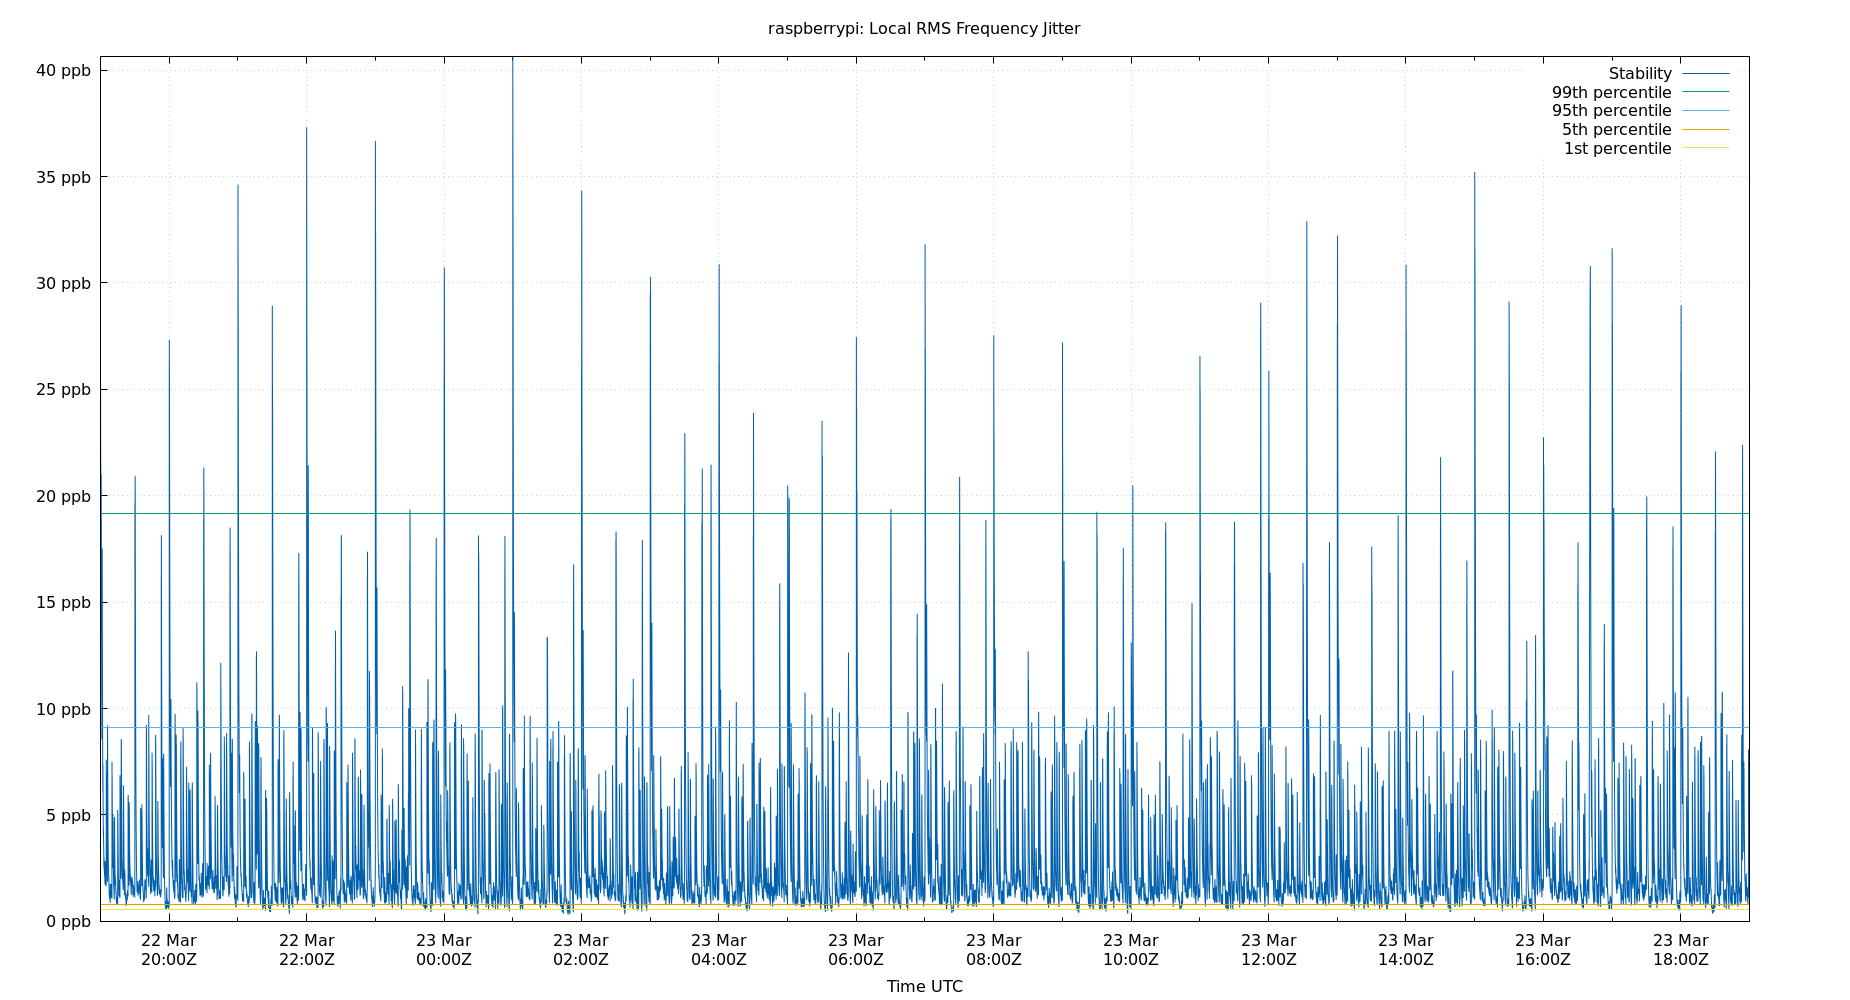 raspberrypi: Local RMS Frequency Jitter
40 ppb
35 ppb
30 ppb
25 ppb
20 ppb
15 ppb
10 ppb
5 ppb
0 ppb
Stability
99th percentile
95th percentile
5th percentile
1st percentile
22 Mar 22 Mar 23 Mar 23 Mar 23 Mar 23 Mar 23 Mar 23 Mar 23 Mar 23 Mar 23 Mar 23 Mar
20:00Z 22:00Z 00:00Z 02:00Z 04:00Z 06:00Z 08:00Z 10:00Z 12:00Z 14:00Z 16:00Z 18:00Z
Time UTC